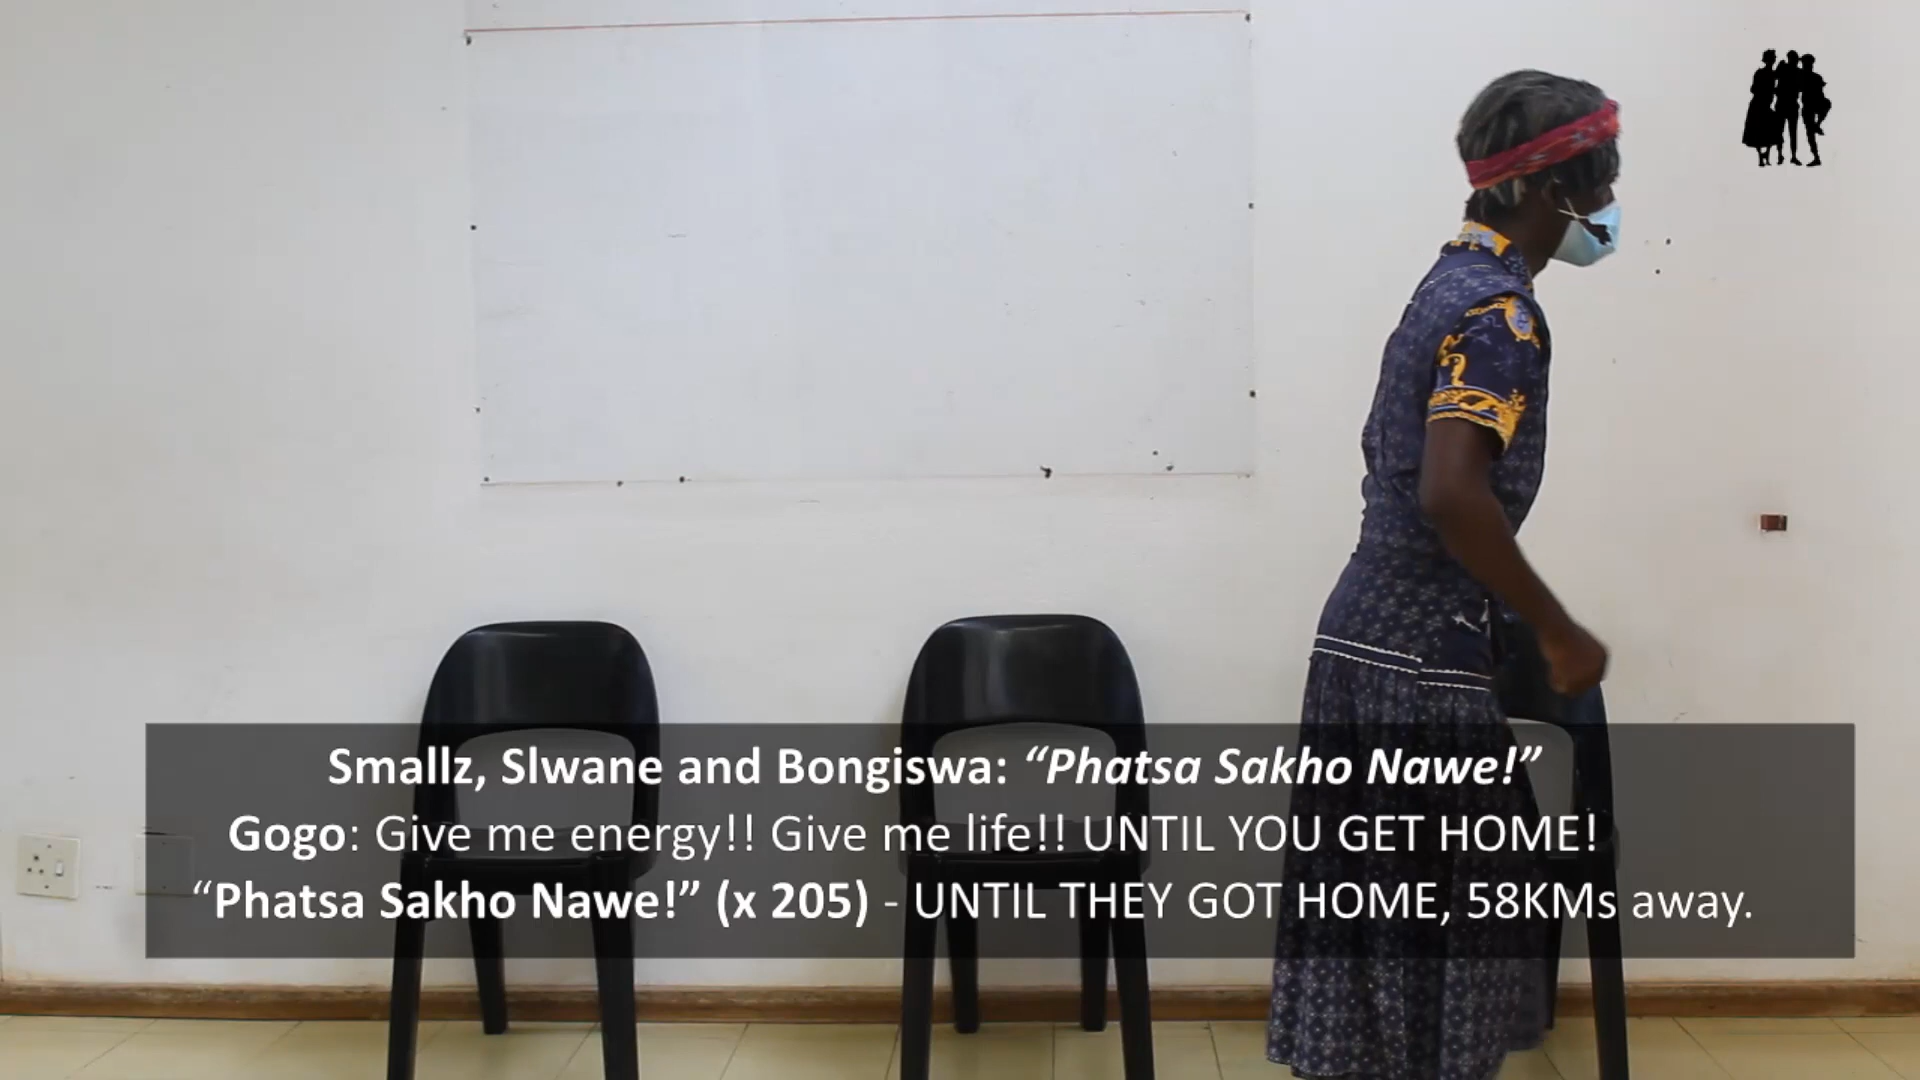 Smallz, Slwane and Bongiswa: “Phatsa Sakho Nawe!”
Gogo: Give me energy!! Give me life!! UNTIL YOU GET HOME!
“Phatsa Sakho Nawe!” (x 205) - UNTIL THEY GOT HOME, 58KMs away.